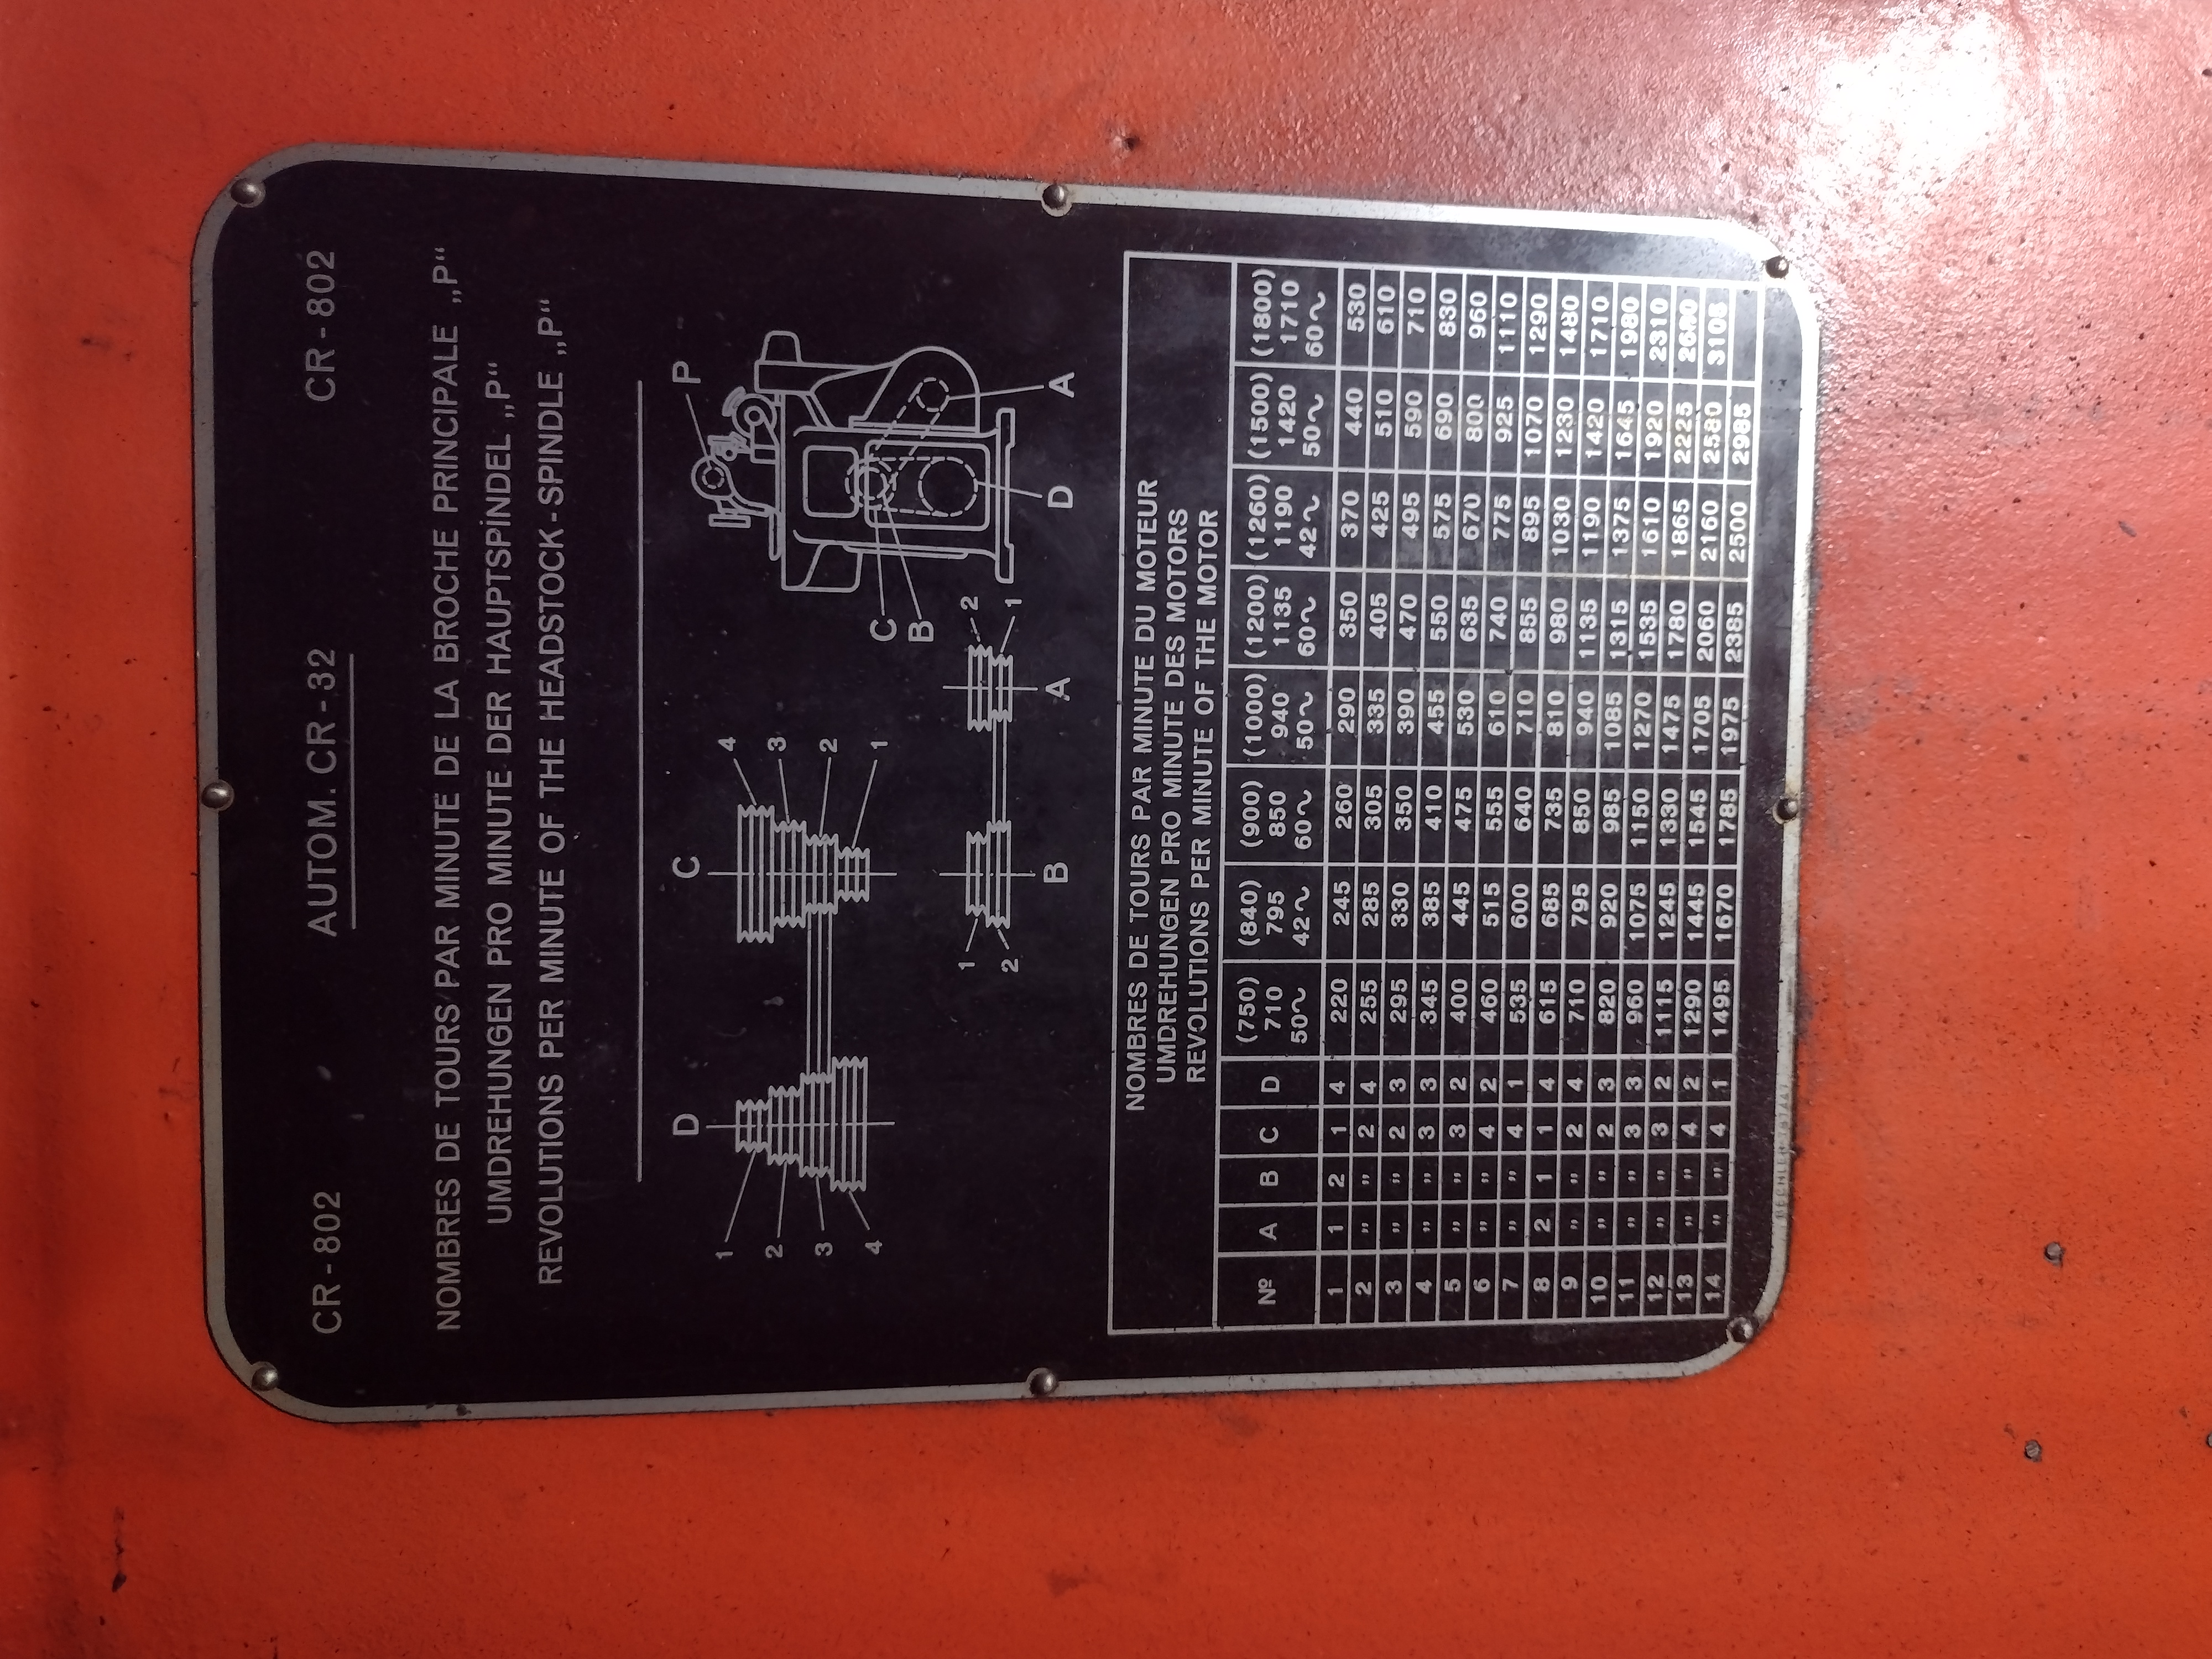 CR-802 AUTOM. CR-32 CR-802
NOMBRES DE TOURS PAR MINUTE DE LA BROCHE PRINCIPALE „P“
UMDREHUNGEN PRO MINUTE DER HAUPTSPINDEL „P“
REVOLUTIONS PER MINUTE OF THE HEADSTOCK-SPINDLE „P“
D C P
1 4
2 3
3 2
4 1
C
B
1 2
2 1
B A D A
NOMBRES DE TOURS PAR MINUTE DU MOTEUR
UMDREHUNGEN PRO MINUTE DES MOTORS
REVOLUTIONS PER MINUTE OF THE MOTOR
(750) (840) (900) (1000) (1200) (1260) (1500) (1800)
Nº A B C D 710 795 850 940 1135 1190 1420 1710
50~ 42~ 60~ 50~ 60~ 42~ 50~ 60~
1 1 2 1 4 220 245 260 290 350 370 440 530
2 " " 2 4 255 285 305 335 405 425 510 610
3 " " 2 3 295 330 350 390 470 495 590 710
4 " " 3 3 345 385 410 455 550 575 690 830
5 " " 3 2 400 445 475 530 635 670 800 960
6 " " 4 2 460 515 555 610 740 775 925 1110
7 " " 4 1 535 600 640 710 855 895 1070 1290
8 2 1 1 4 615 685 735 810 980 1030 1230 1480
9 " " 2 4 710 795 850 940 1135 1190 1420 1710
10 " " 2 3 820 920 985 1085 1315 1375 1645 1980
11 " " 3 3 960 1075 1150 1270 1535 1610 1920 2310
12 " " 3 2 1115 1245 1330 1475 1780 1865 2225 2680
13 " " 4 2 1290 1445 1545 1705 2060 2160 2580
14 " " 4 1 1495 1670 1785 1975 2385 2500 2985